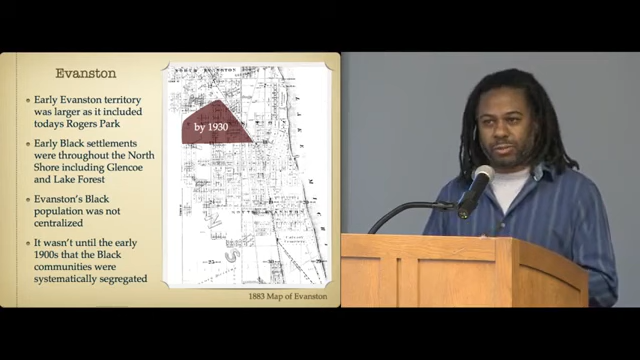 Evanston
Early Evanston territory
was larger as it included
todays Rogers Park
Early Black settlements
were throughout the North
Shore including Glencoe
and Lake Forest
Evanston's Black
population was not
centralized
It wasn't until the early
1900s that the Black
communities were
systematically segregated
by 1930
1883 Map of Evanston